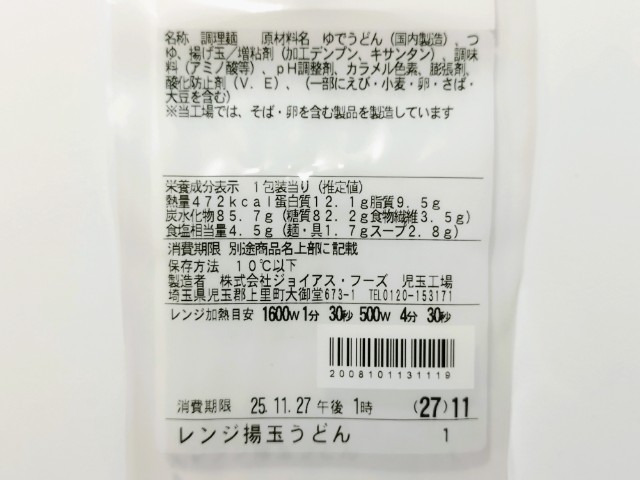 名称 調理麺 原材料名 ゆでうどん(国内製造)、つ
ゆ、揚げ玉/増粘剤(加工デンプン、キサンタン)、調味
料(アミノ酸等)、pH調整剤、カラメル色素、膨張剤、
酸化防止剤(V.E)、(一部にえび・小麦・卵・さば・
大豆を含む)
※当工場では、そば・卵を含む製品を製造しています
栄養成分表示 1包装当り(推定値)
熱量472kcal蛋白質12.1g脂質9.5g
炭水化物85.7g(糖質82.2g食物繊維3.5g)
食塩相当量4.5g(麺・具1.7gスープ2.8g)
消費期限 別途商品名上部に記載
保存方法 10℃以下
製造者 株式会社ジョイアス・フーズ 児玉工場
埼玉県児玉郡上里町大御堂673-1 TEL0120-153171
レンジ加熱目安 1600W 1分 30秒 500W 4分 30秒
2008101131119
消費期限 25.11.27 午後 1時 (27)11
レンジ揚玉うどん 1